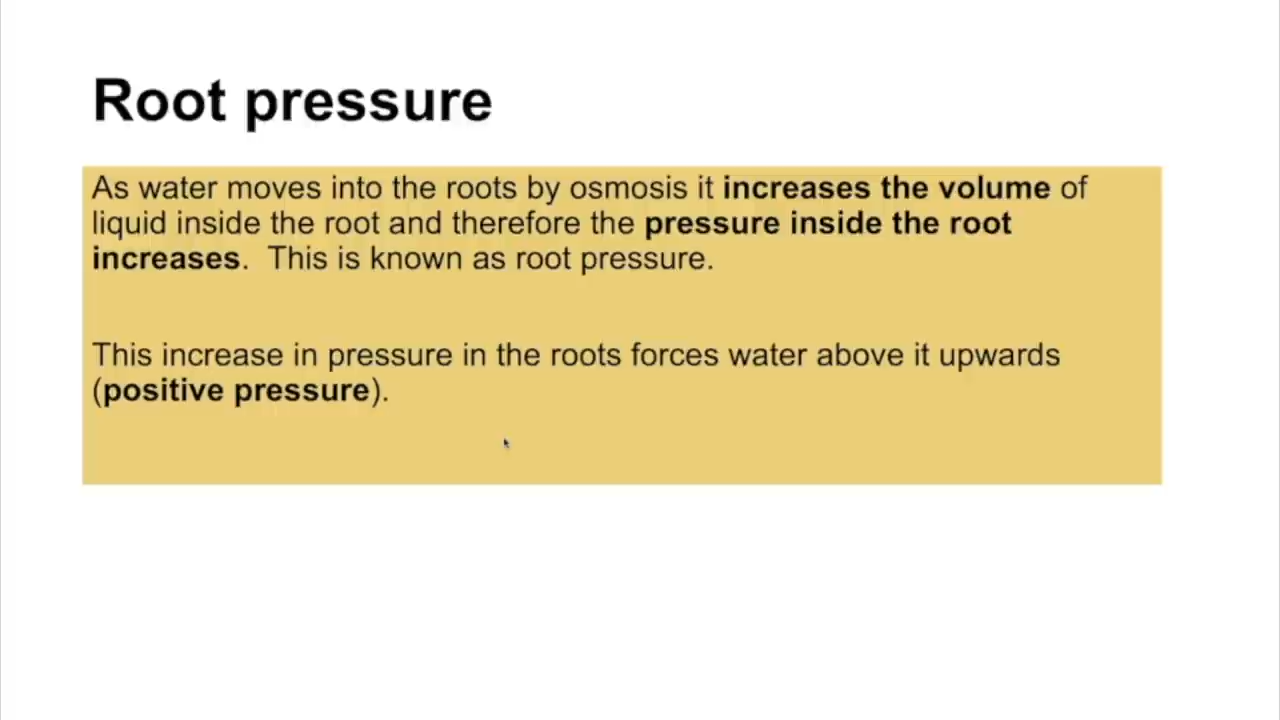 Root pressure
As water moves into the roots by osmosis it increases the volume of
liquid inside the root and therefore the pressure inside the root
increases.  This is known as root pressure.
This increase in pressure in the roots forces water above it upwards
(positive pressure).